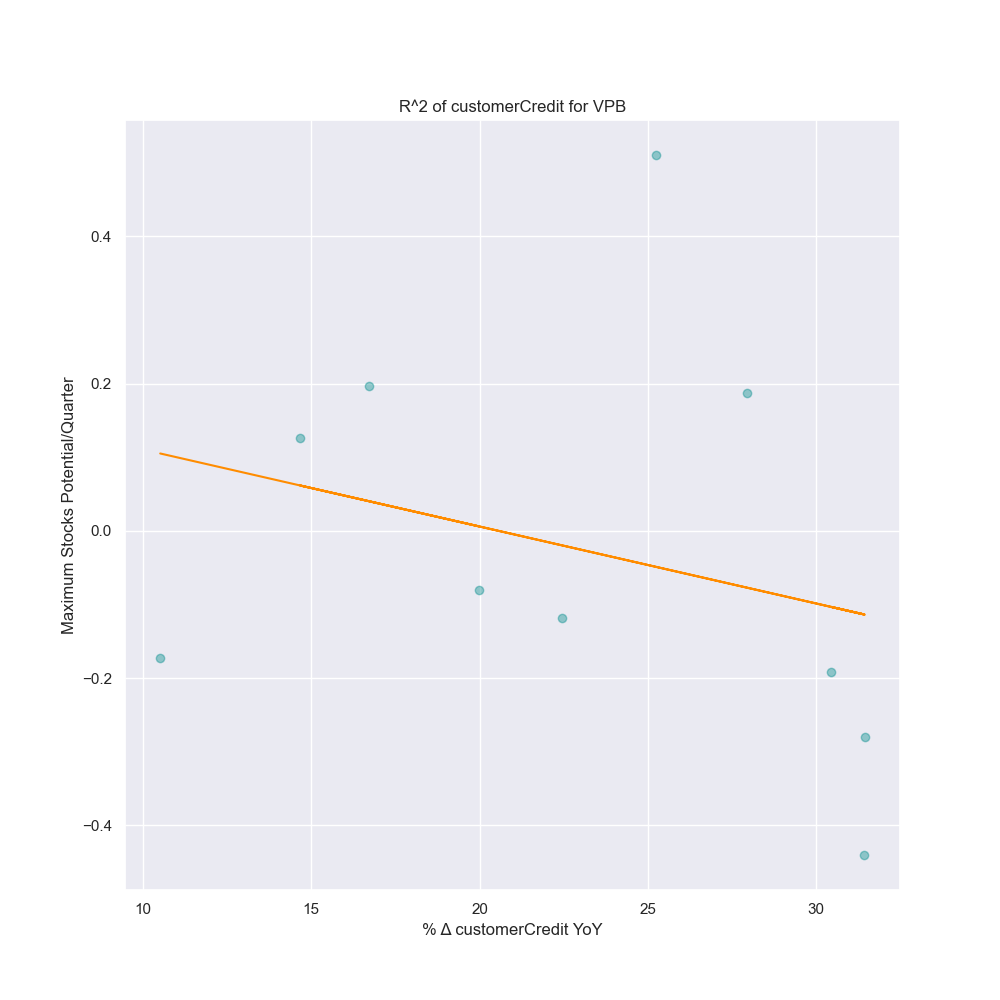 R^2 of customerCredit for VPB
Maximum Stocks Potential/Quarter
0.4
0.2
0.0
−0.2
−0.4
10 15 20 25 30
% Δ customerCredit YoY